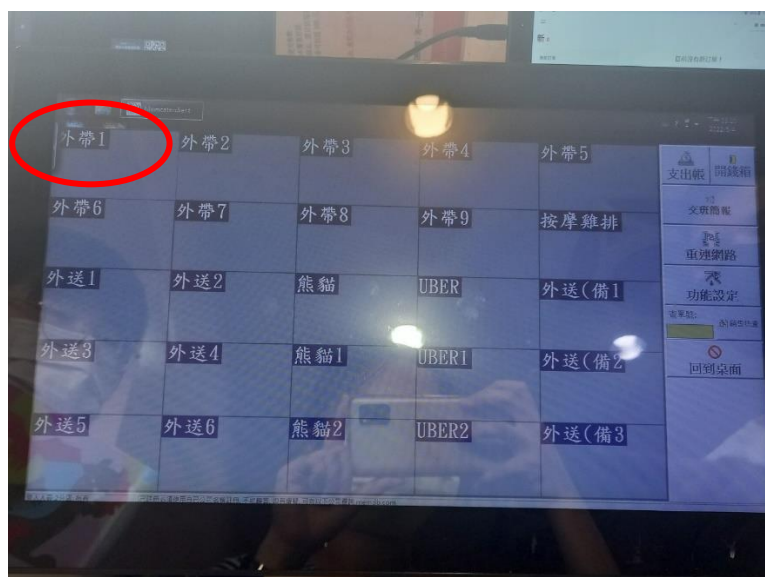 外帶1 外帶2 外帶3 外帶4 外帶5
支出帳 開錢櫃
外帶6 外帶7 外帶8 外帶9 按摩雞排
交班簡報
重連網路
外送1 外送2 熊貓 UBER 外送(備1
功能設定
外送3 外送4 熊貓1 UBER1 外送(備2
回到桌面
外送5 外送6 熊貓2 UBER2 外送(備3